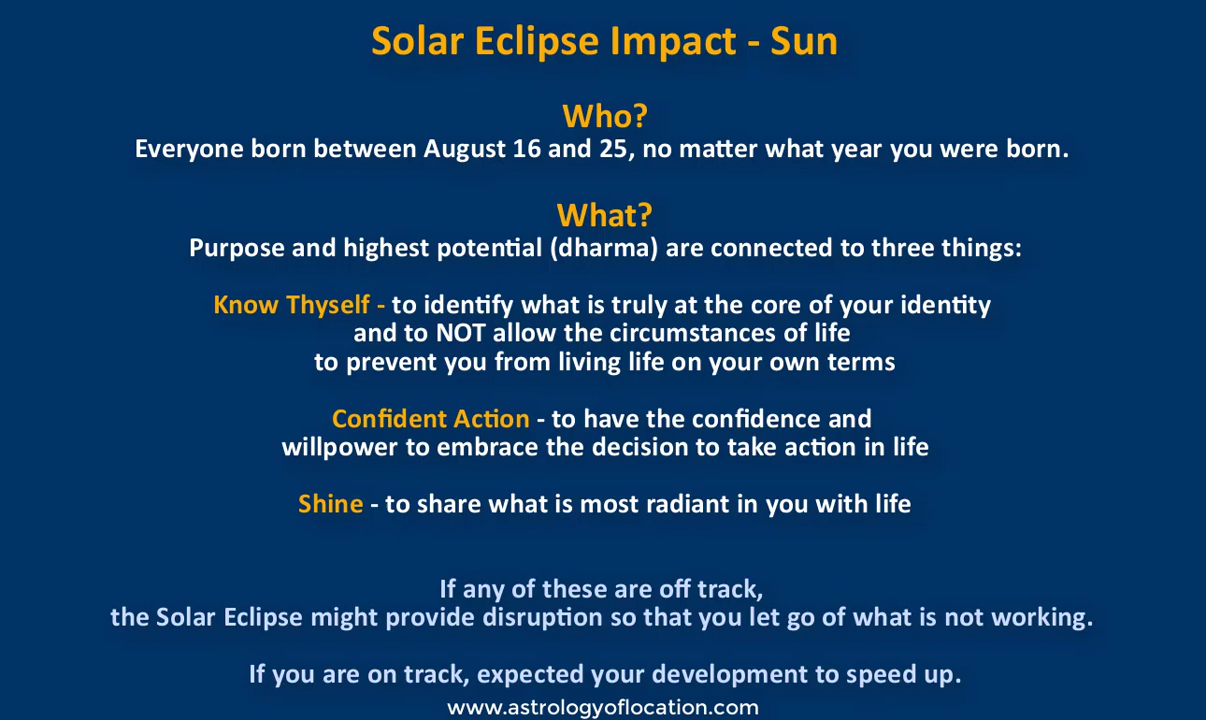 Solar Eclipse Impact - Sun
Who?
Everyone born between August 16 and 25, no matter what year you were born.
What?
Purpose and highest potential (dharma) are connected to three things:
Know Thyself - to identify what is truly at the core of your identity
and to NOT allow the circumstances of life
to prevent you from living life on your own terms
Confident Action - to have the confidence and
willpower to embrace the decision to take action in life
Shine - to share what is most radiant in you with life
If any of these are off track,
the Solar Eclipse might provide disruption so that you let go of what is not working.
If you are on track, expected your development to speed up.
www.astrologyoflocation.com